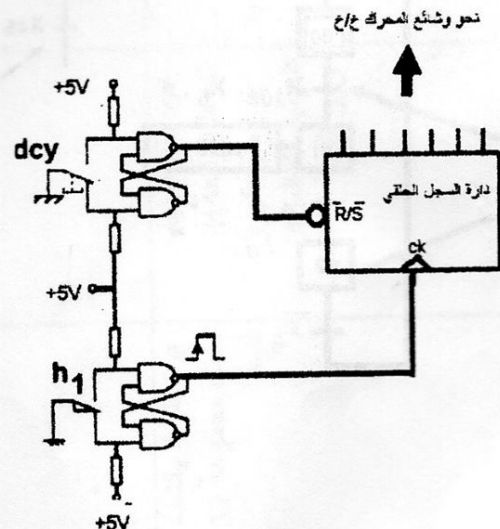 نحو وشائع المحرك خ/خ
+5V
dcy
دارة السجل الحلقي
R̅/S̅
ck
+5V
h1
+5V